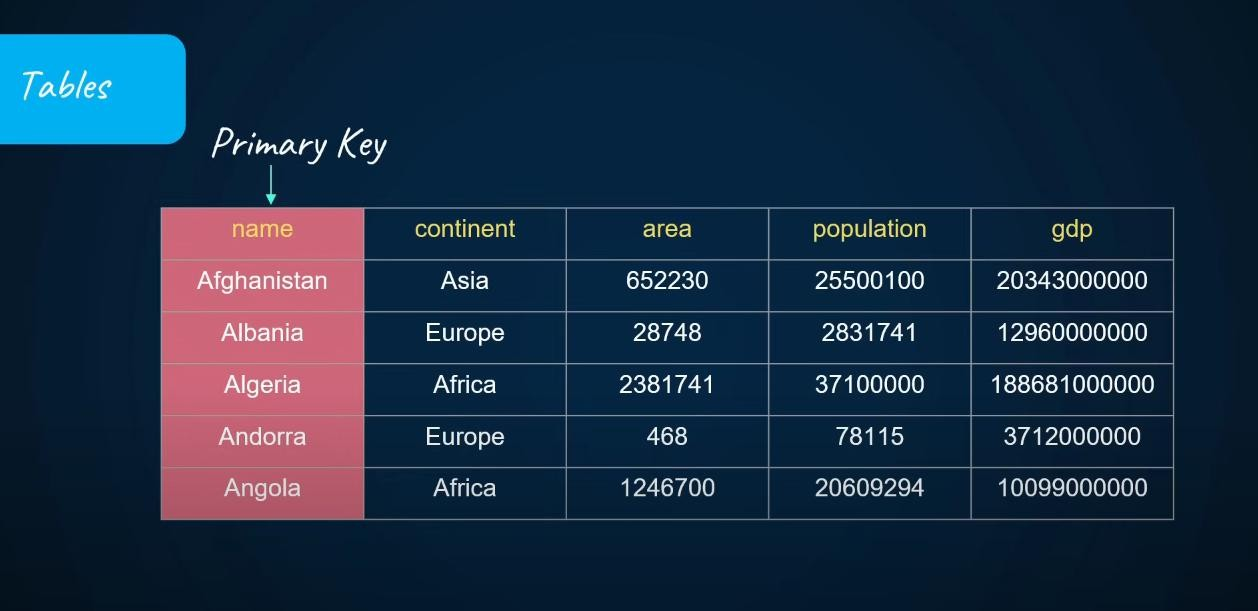 Tables
Primary Key
name continent area population gdp
Afghanistan Asia 652230 25500100 20343000000
Albania Europe 28748 2831741 12960000000
Algeria Africa 2381741 37100000 188681000000
Andorra Europe 468 78115 3712000000
Angola Africa 1246700 20609294 10099000000